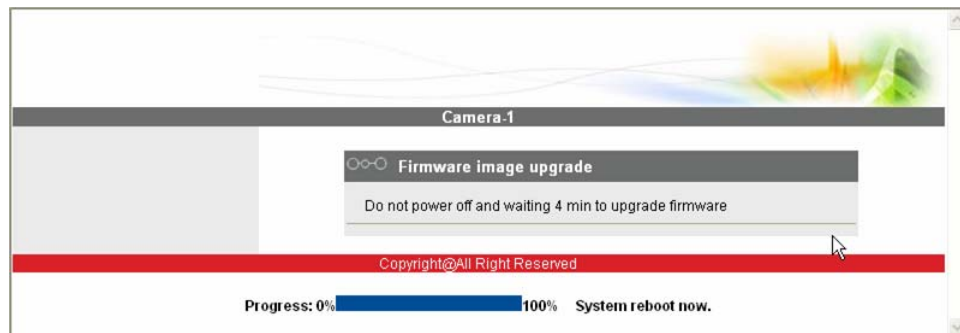 Camera-1
Firmware image upgrade
Do not power off and waiting 4 min to upgrade firmware
Copyright@All Right Reserved
Progress: 0% 100% System reboot now.